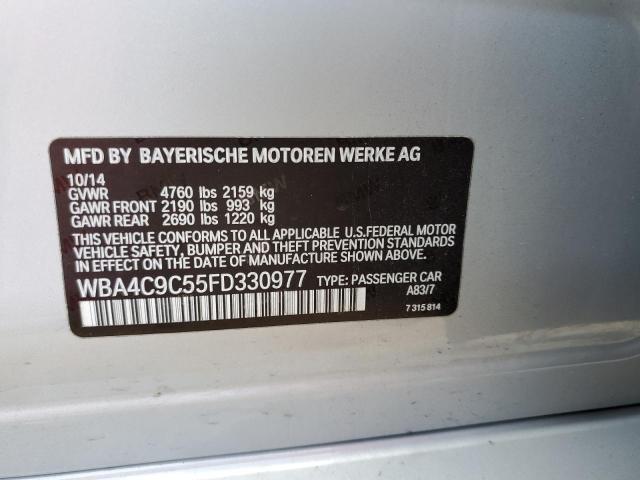 MFD BY BAYERISCHE MOTOREN WERKE AG
10/14
GVWR 4760 lbs 2159 kg
GAWR FRONT 2190 lbs 993 kg
GAWR REAR 2690 lbs 1220 kg
THIS VEHICLE CONFORMS TO ALL APPLICABLE U.S.FEDERAL MOTOR
VEHICLE SAFETY, BUMPER AND THEFT PREVENTION STANDARDS
IN EFFECT ON THE DATE OF MANUFACTURE SHOWN ABOVE.
WBA4C9C55FD330977 TYPE: PASSENGER CAR
A83/7
7 315 814